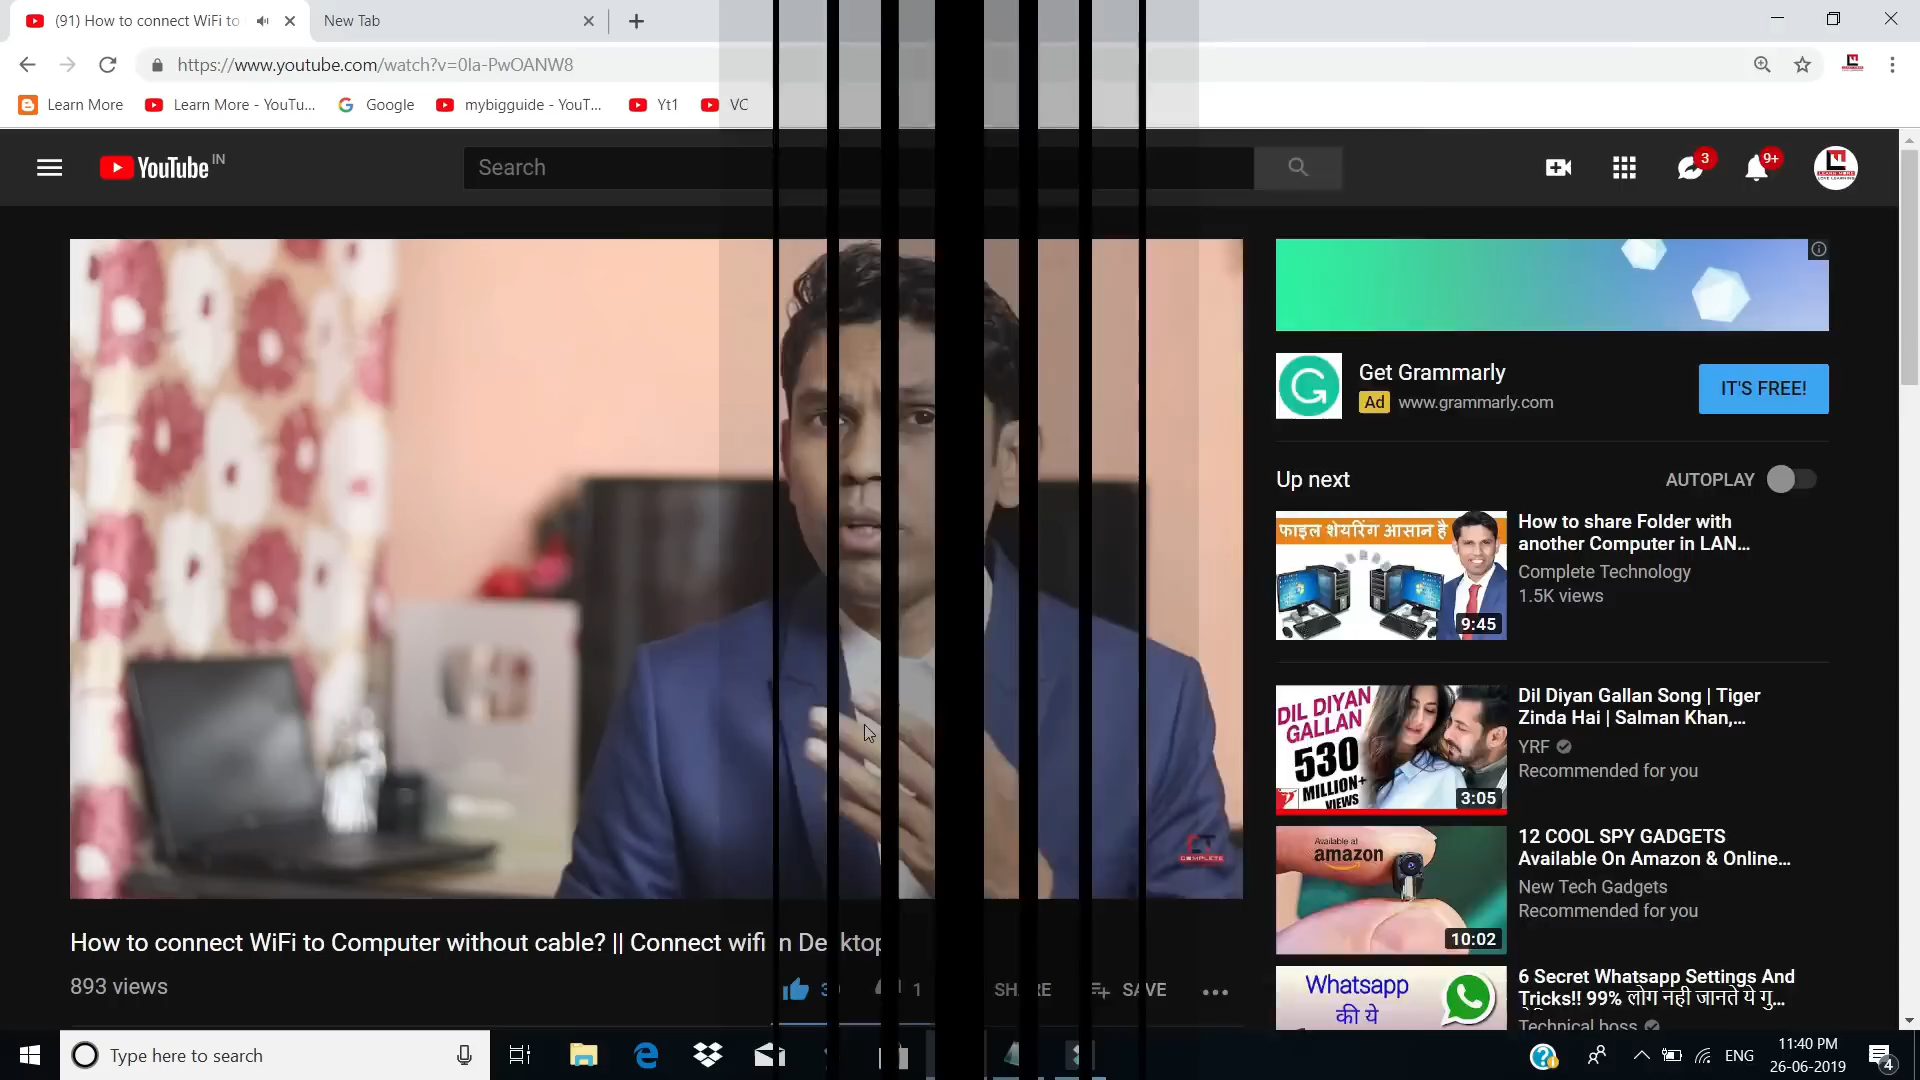 (91) How to connect WiFi to
New Tab
https://www.youtube.com/watch?v=0la-PwOANW8
Learn More
Learn More - YouTu...
Google
mybigguide - YouT...
Yt1
VC
YouTube IN
Search
3
9+
Get Grammarly
Ad www.grammarly.com
IT'S FREE!
Up next
AUTOPLAY
फाइल शेयरिंग आसान है
9:45
How to share Folder with
another Computer in LAN...
Complete Technology
1.5K views
DIL DIYAN
GALLAN
530
MILLION+
VIEWS
3:05
Dil Diyan Gallan Song | Tiger
Zinda Hai | Salman Khan,...
YRF
Recommended for you
Available at
amazon
10:02
12 COOL SPY GADGETS
Available On Amazon & Online...
New Tech Gadgets
Recommended for you
Whatsapp
की ये
6 Secret Whatsapp Settings And
Tricks!! 99% लोग नही जानते ये गु...
Technical boss
CT
COMPLETE
How to connect WiFi to Computer without cable? || Connect wifi
893 views
1
SAVE
Type here to search
ENG
11:40 PM
26-06-2019
4